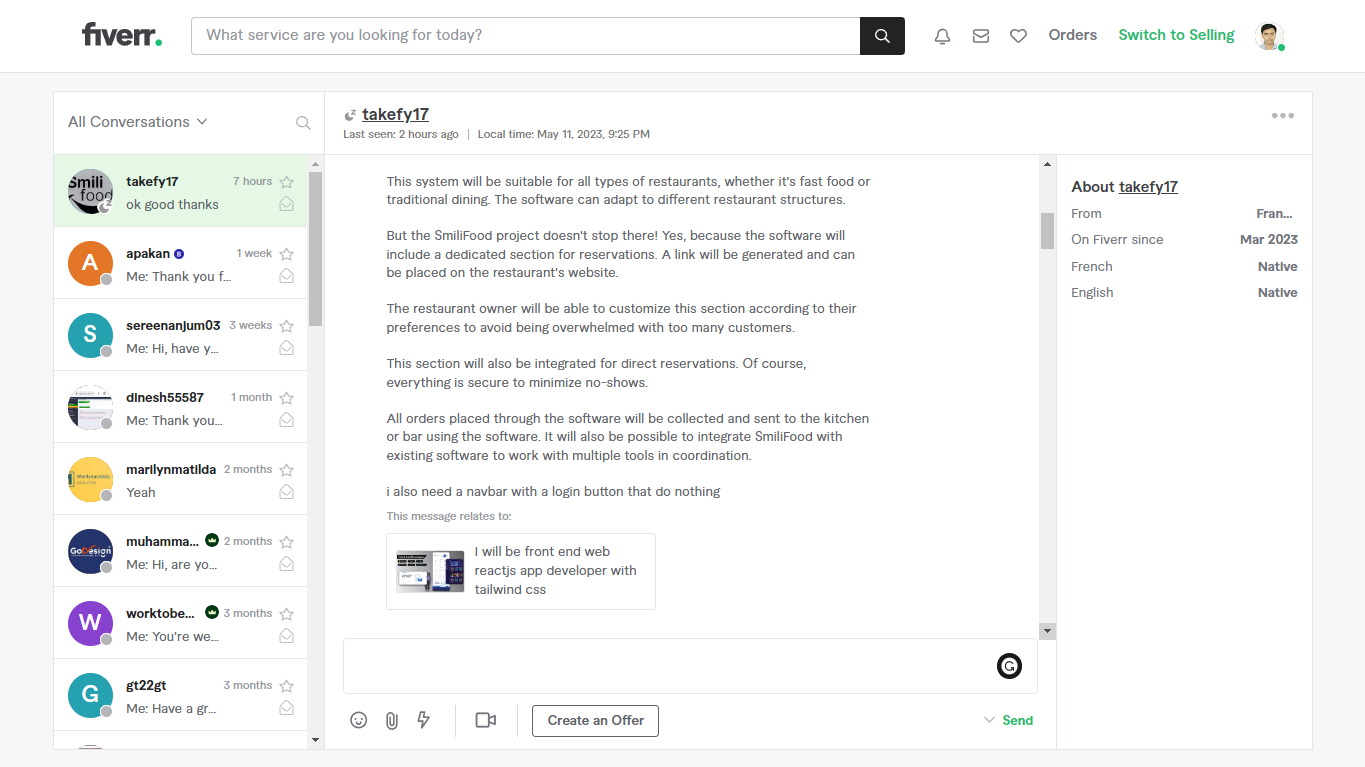 fiverr.
What service are you looking for today?
Orders
Switch to Selling
All Conversations
takefy17
Last seen: 2 hours ago | Local time: May 11, 2023, 9:25 PM
Smili
food
takefy17
7 hours
ok good thanks
A
apakan
1 week
Me: Thank you f...
S
sereenanjum03
3 weeks
Me: Hi, have y...
dinesh55587
1 month
Me: Thank you...
marilynmatilda
2 months
Yeah
GoDesign
muhamma...
2 months
Me: Hi, are yo...
W
worktobe...
3 months
Me: You're we...
G
gt22gt
3 months
Me: Have a gr...
This system will be suitable for all types of restaurants, whether it's fast food or
traditional dining. The software can adapt to different restaurant structures.
But the SmiliFood project doesn't stop there! Yes, because the software will
include a dedicated section for reservations. A link will be generated and can
be placed on the restaurant's website.
The restaurant owner will be able to customize this section according to their
preferences to avoid being overwhelmed with too many customers.
This section will also be integrated for direct reservations. Of course,
everything is secure to minimize no-shows.
All orders placed through the software will be collected and sent to the kitchen
or bar using the software. It will also be possible to integrate SmiliFood with
existing software to work with multiple tools in coordination.
i also need a navbar with a login button that do nothing
This message relates to:
I will be front end web
reactjs app developer with
tailwind css
Create an Offer
Send
About takefy17
From
Fran...
On Fiverr since
Mar 2023
French
Native
English
Native